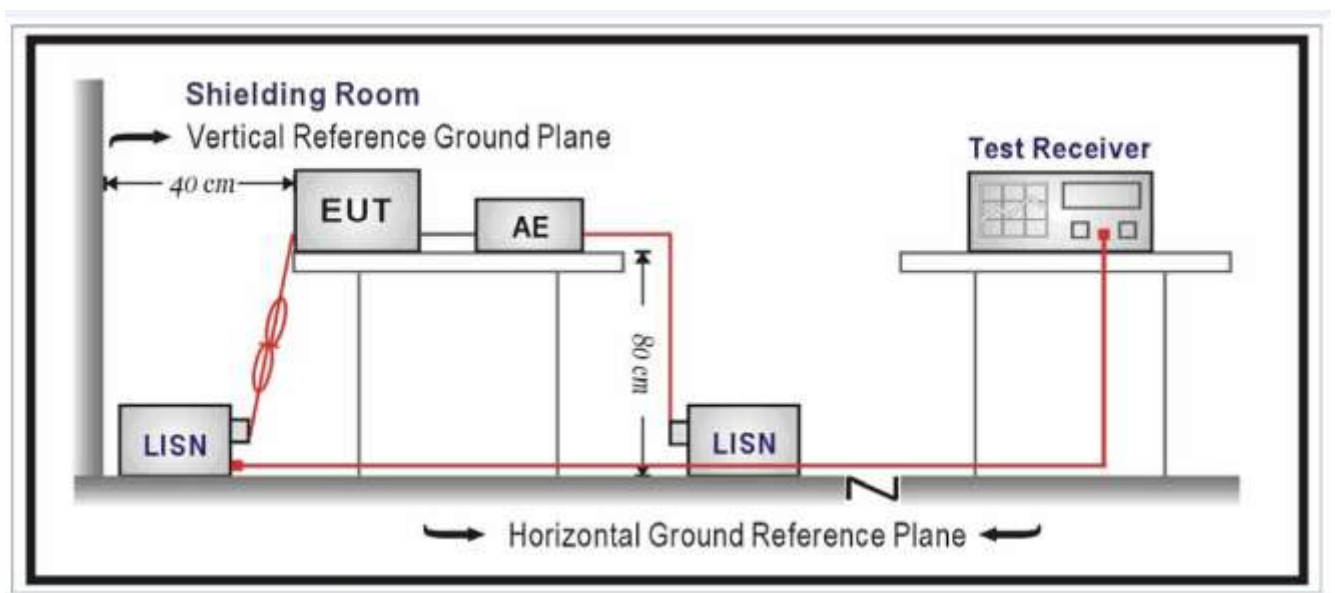 Shielding Room
Vertical Reference Ground Plane
Test Receiver
40 cm
EUT
AE
80 cm
LISN
LISN
Horizontal Ground Reference Plane